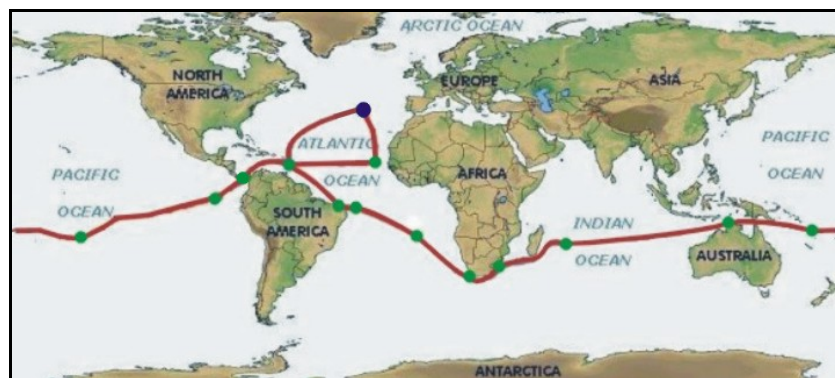 ARCTIC OCEAN
NORTH
AMERICA
EUROPE
ASIA
ATLANTIC
OCEAN
PACIFIC
OCEAN
AFRICA
PACIFIC
OCEAN
SOUTH
AMERICA
INDIAN
OCEAN
AUSTRALIA
ANTARCTICA